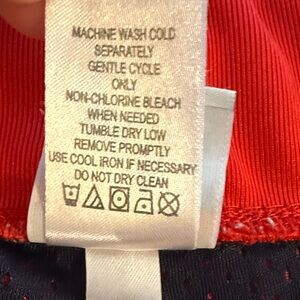 MACHINE WASH COLD
SEPARATELY
GENTLE CYCLE
ONLY
NON-CHLORINE BLEACH
WHEN NEEDED
TUMBLE DRY LOW
REMOVE PROMPTLY
USE COOL IRON IF NECESSARY
DO NOT DRY CLEAN